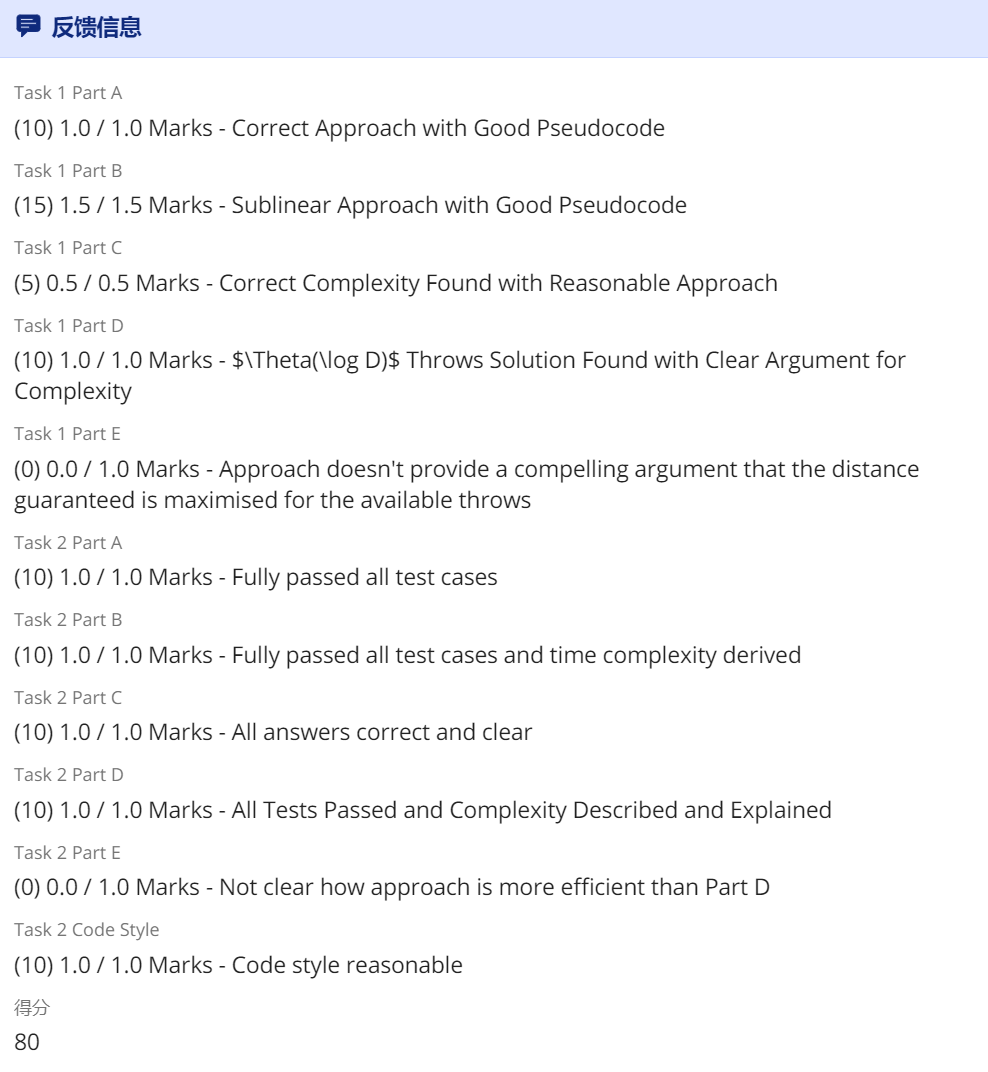 反馈信息
Task 1 Part A
(10) 1.0 / 1.0 Marks - Correct Approach with Good Pseudocode
Task 1 Part B
(15) 1.5 / 1.5 Marks - Sublinear Approach with Good Pseudocode
Task 1 Part C
(5) 0.5 / 0.5 Marks - Correct Complexity Found with Reasonable Approach
Task 1 Part D
(10) 1.0 / 1.0 Marks - $\Theta(\log D)$ Throws Solution Found with Clear Argument for
Complexity
Task 1 Part E
(0) 0.0 / 1.0 Marks - Approach doesn't provide a compelling argument that the distance
guaranteed is maximised for the available throws
Task 2 Part A
(10) 1.0 / 1.0 Marks - Fully passed all test cases
Task 2 Part B
(10) 1.0 / 1.0 Marks - Fully passed all test cases and time complexity derived
Task 2 Part C
(10) 1.0 / 1.0 Marks - All answers correct and clear
Task 2 Part D
(10) 1.0 / 1.0 Marks - All Tests Passed and Complexity Described and Explained
Task 2 Part E
(0) 0.0 / 1.0 Marks - Not clear how approach is more efficient than Part D
Task 2 Code Style
(10) 1.0 / 1.0 Marks - Code style reasonable
得分
80